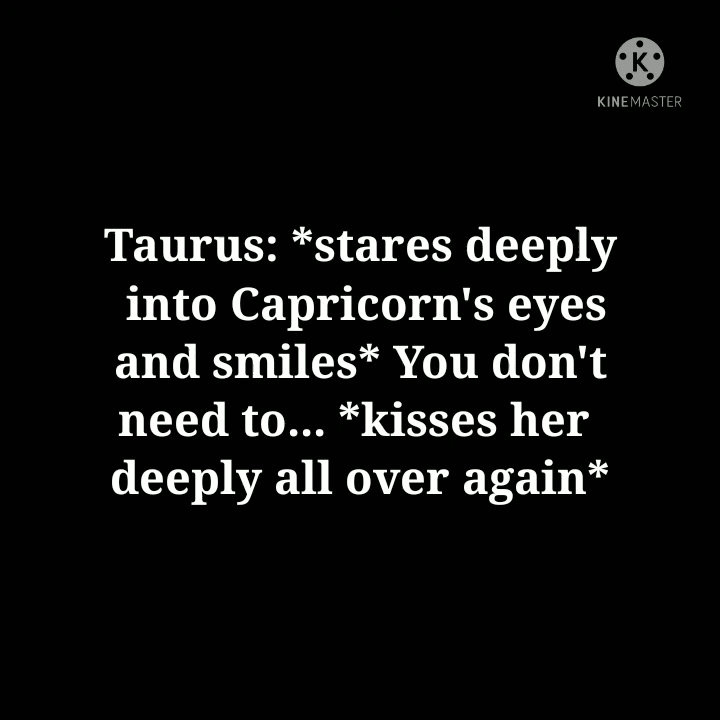 K
KINEMASTER
Taurus: *stares deeply
into Capricorn's eyes
and smiles* You don't
need to... *kisses her
deeply all over again*